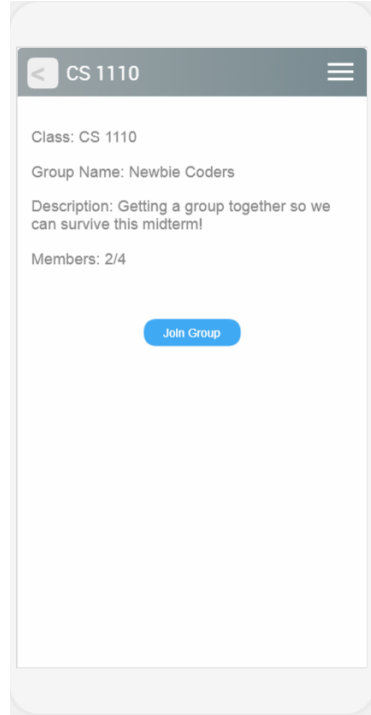 < CS 1110
Class: CS 1110
Group Name: Newbie Coders
Description: Getting a group together so we
can survive this midterm!
Members: 2/4
Join Group